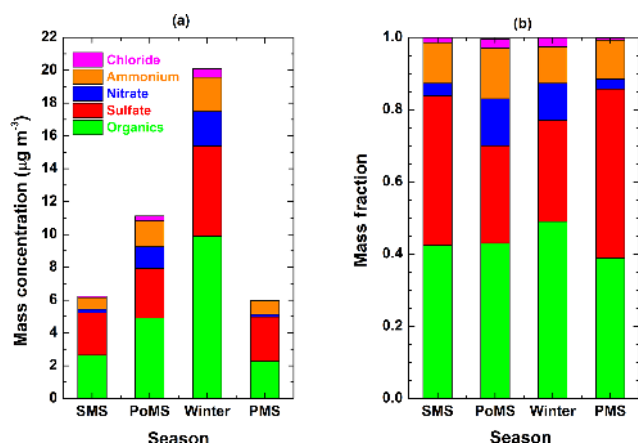 (a)
(b)
Mass concentration (μg m-3)
22
20
18
16
14
12
10
8
6
4
2
0
Chloride
Ammonium
Nitrate
Sulfate
Organics
SMS PoMS Winter PMS
Season
Mass fraction
1.0
0.8
0.6
0.4
0.2
0.0
SMS PoMS Winter PMS
Season